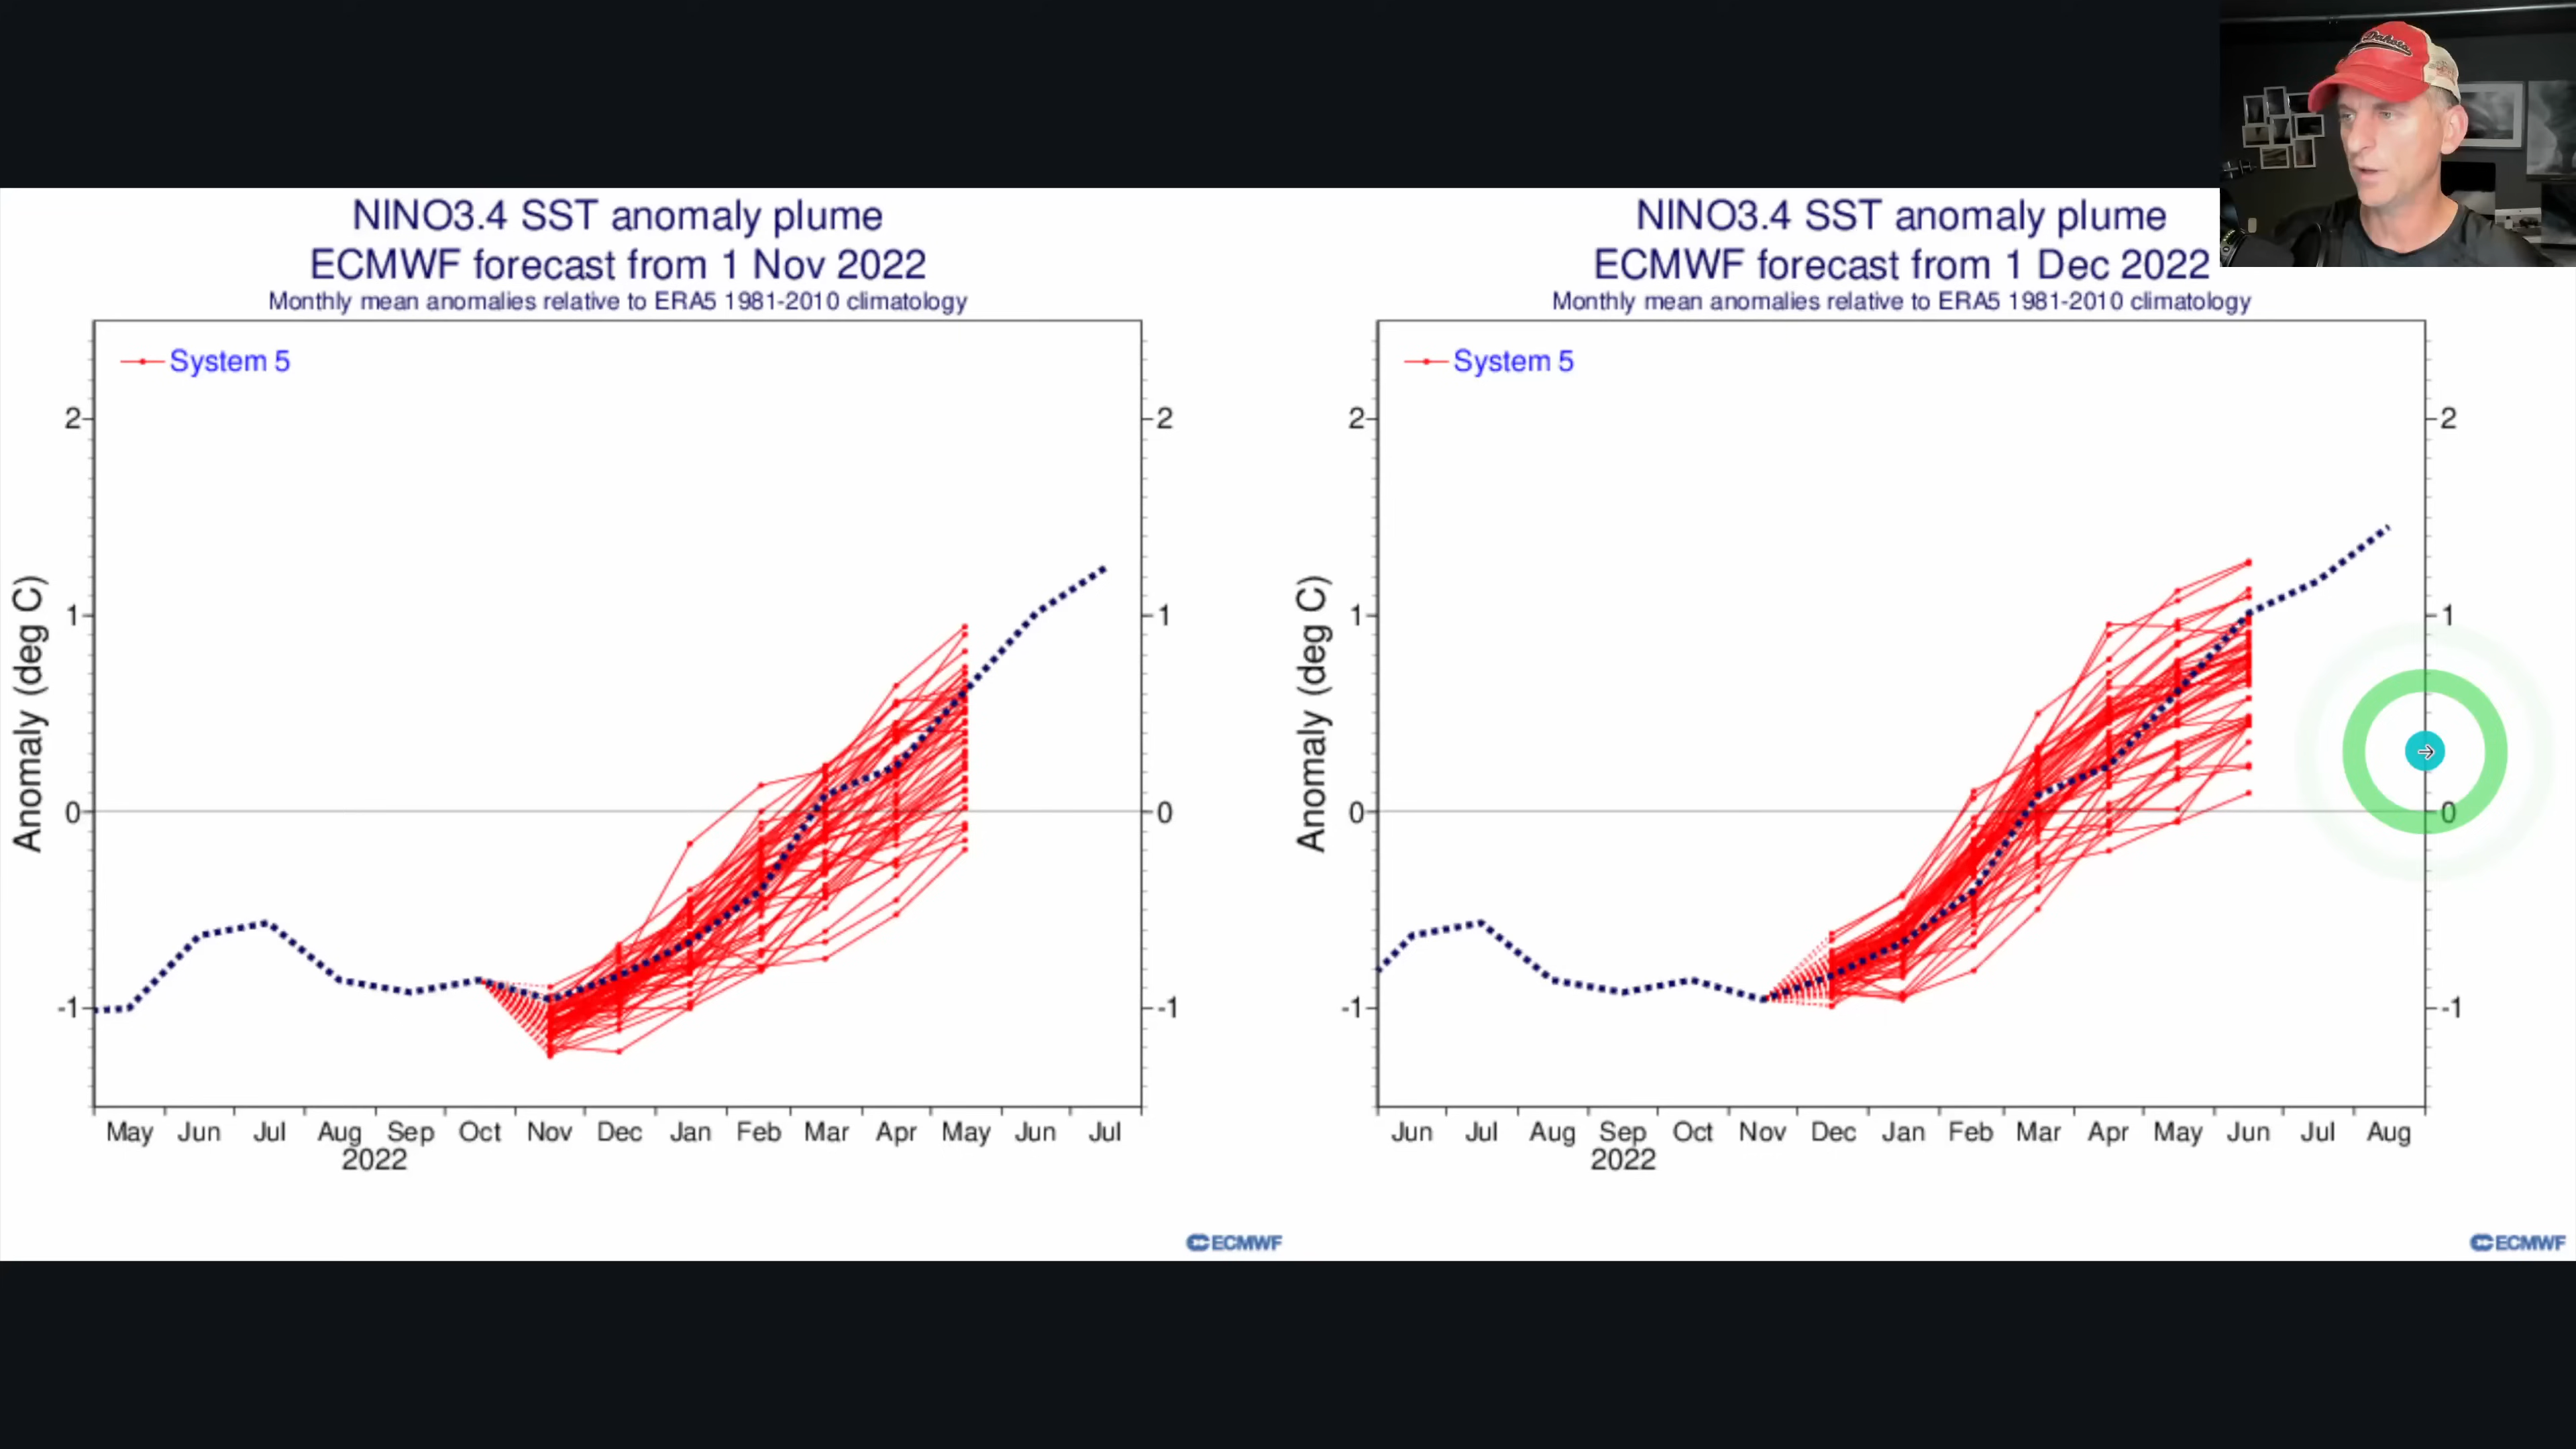 NINO3.4 SST anomaly plume
ECMWF forecast from 1 Nov 2022
Monthly mean anomalies relative to ERA5 1981-2010 climatology
System 5
2
1
0
-1
2
1
0
-1
Anomaly (deg C)
May Jun Jul Aug Sep Oct Nov Dec Jan Feb Mar Apr May Jun Jul
2022
ECMWF
NINO3.4 SST anomaly plume
ECMWF forecast from 1 Dec 2022
Monthly mean anomalies relative to ERA5 1981-2010 climatology
System 5
2
1
0
-1
2
1
0
-1
Anomaly (deg C)
Jun Jul Aug Sep Oct Nov Dec Jan Feb Mar Apr May Jun Jul Aug
2022
ECMWF
Dakota